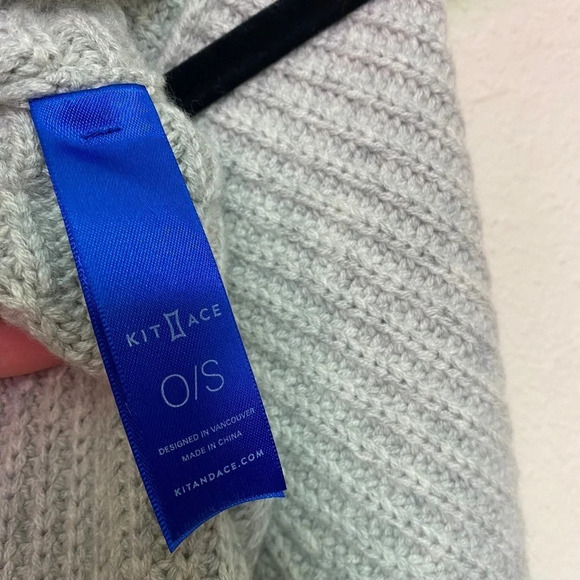 KIT ACE
O/S
DESIGNED IN VANCOUVER
MADE IN CHINA
KITANDACE.COM